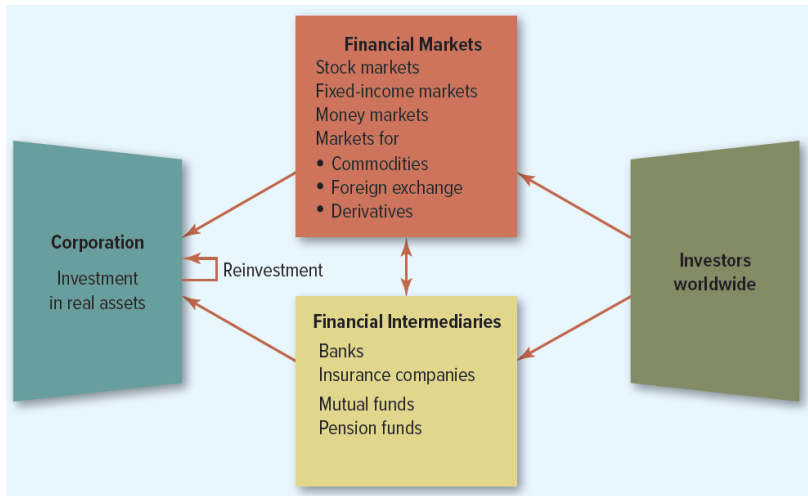 Financial Markets
Stock markets
Fixed-income markets
Money markets
Markets for
• Commodities
• Foreign exchange
• Derivatives
Corporation
Investment
in real assets
Reinvestment
Investors
worldwide
Financial Intermediaries
Banks
Insurance companies
Mutual funds
Pension funds